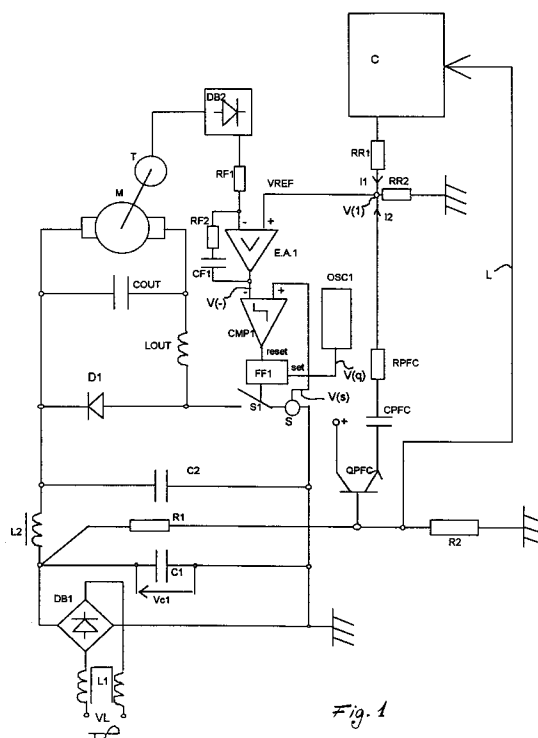 C
DB2
T
RR1
M
RF1
I1
RR2
VREF
V(1)
I2
RF2
- +
V
E.A.1
CF1
OSC1
L
COUT
V(-)
- +
CMP1
LOUT
reset
RPFC
FF1
set
V(q)
D1
S1
V(s)
CPFC
S
+
QPFC
C2
L2
R1
R2
C1
DB1
Vc1
L1
VL
Fig. 1